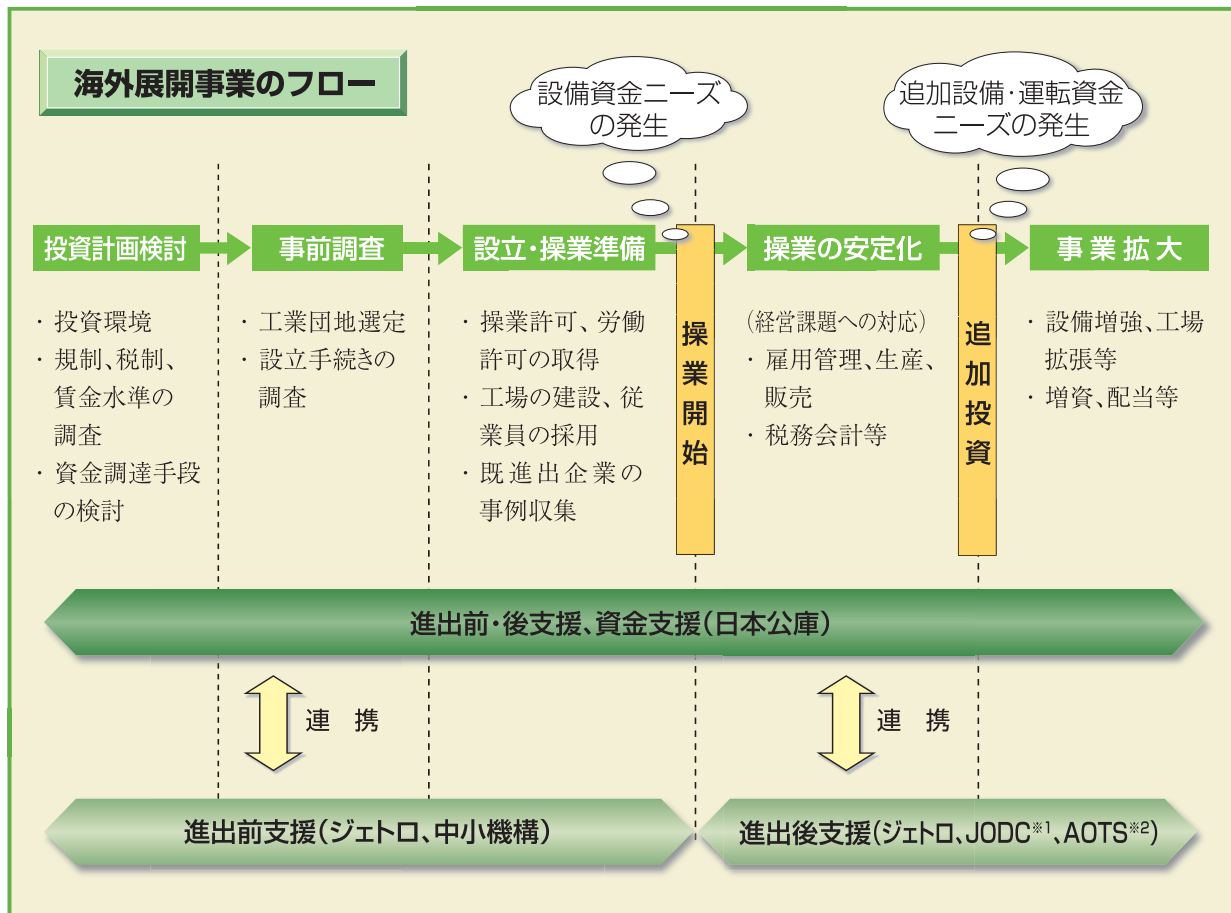 海外展開事業のフロー
設備資金ニーズ
の発生
追加設備・運転資金
ニーズの発生
投資計画検討
事前調査
設立・操業準備
操業の安定化
事業拡大
・投資環境
・規制、税制、
賃金水準の
調査
・資金調達手段
の検討
・工業団地選定
・設立手続きの
調査
・操業許可、労働
許可の取得
・工場の建設、従
業員の採用
・既進出企業の
事例収集
操業開始
(経営課題への対応)
・雇用管理、生産、
販売
・税務会計等
追加投資
・設備増強、工場
拡張等
・増資、配当等
進出前・後支援、資金支援(日本公庫)
連携
連携
進出前支援(ジェトロ、中小機構)
進出後支援(ジェトロ、JODC※1、AOTS※2)